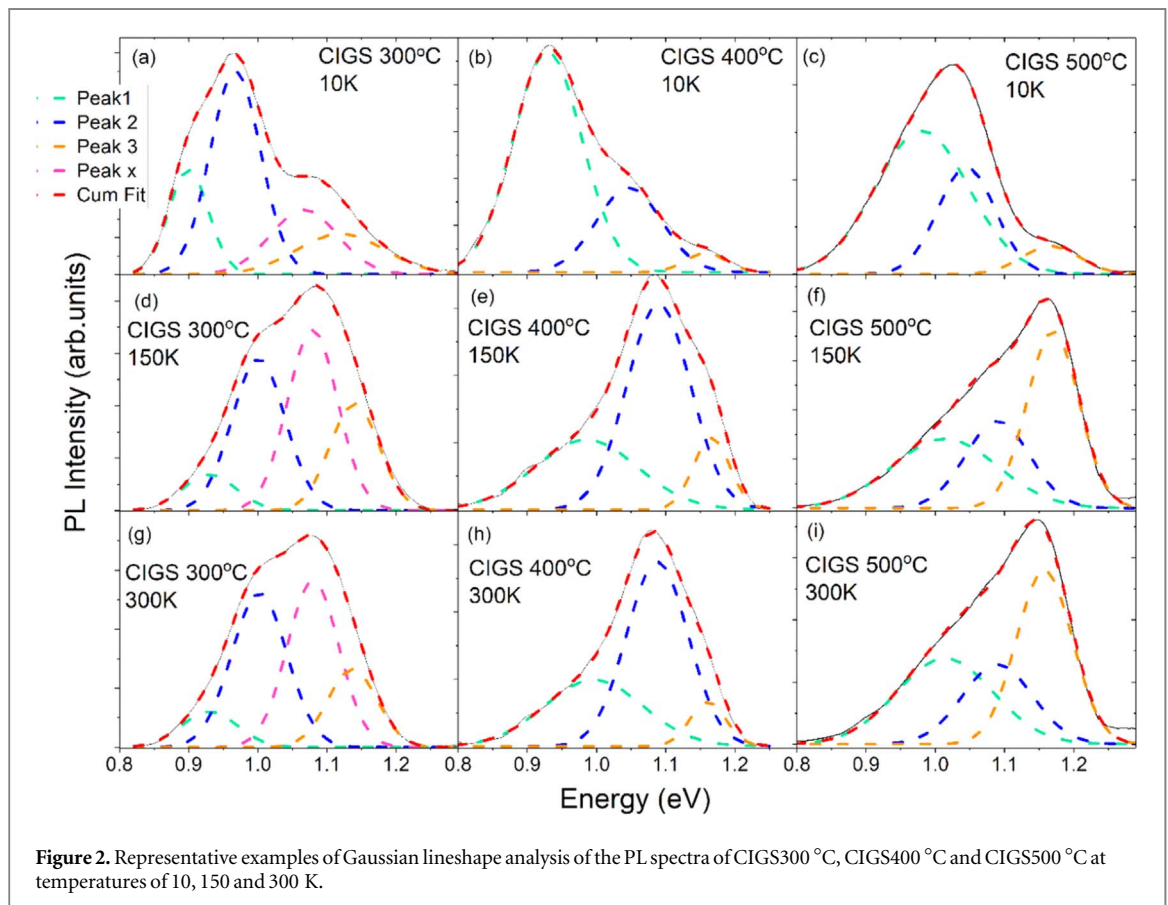 (a)
CIGS 300°C
10K
Peak1
Peak 2
Peak 3
Peak x
Cum Fit
(b)
CIGS 400°C
10K
(c)
CIGS 500°C
10K
(d)
CIGS 300°C
150K
(e)
CIGS 400°C
150K
(f)
CIGS 500°C
150K
(g)
CIGS 300°C
300K
(h)
CIGS 400°C
300K
(i)
CIGS 500°C
300K
PL Intensity (arb.units)
0.8 0.9 1.0 1.1 1.2
0.8 0.9 1.0 1.1 1.2
0.8 0.9 1.0 1.1 1.2
Energy (eV)
Figure 2. Representative examples of Gaussian lineshape analysis of the PL spectra of CIGS300 °C, CIGS400 °C and CIGS500 °C at
temperatures of 10, 150 and 300 K.